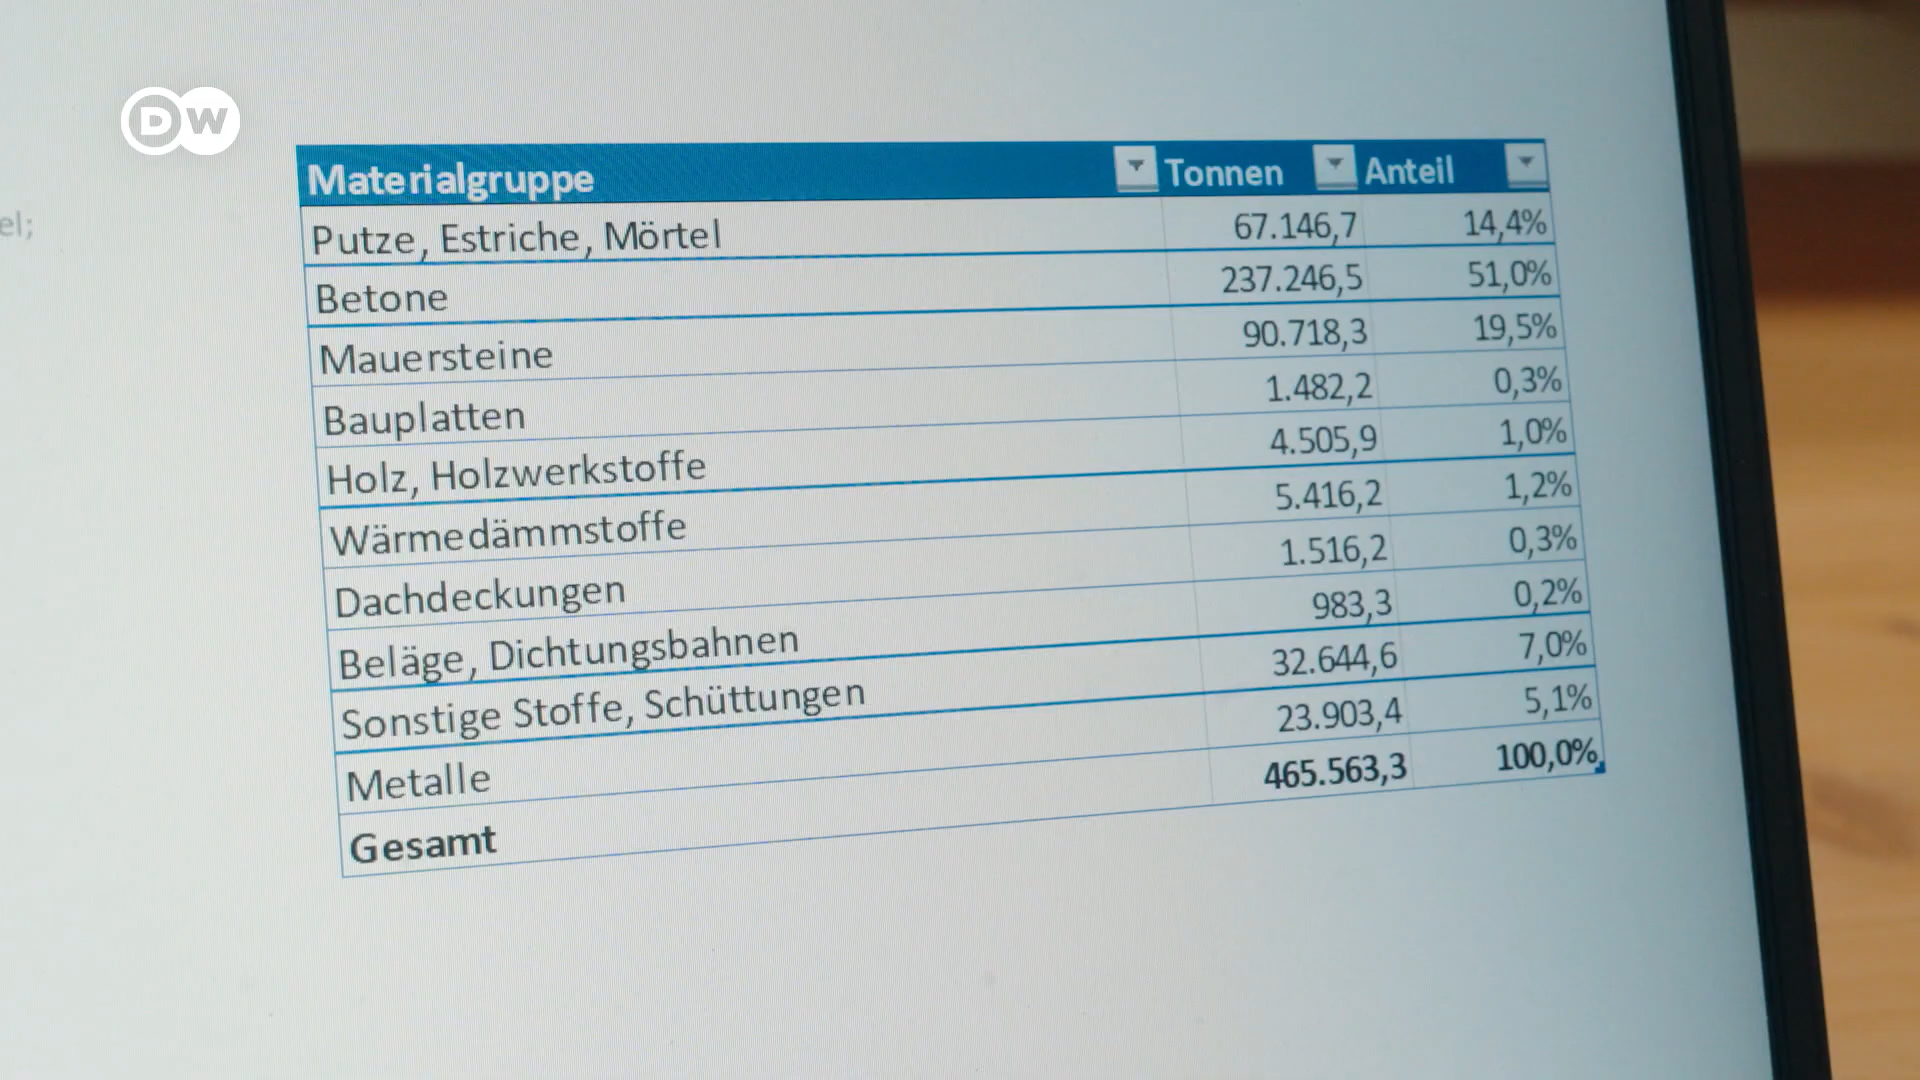 DW
el;
Materialgruppe Tonnen Anteil
Putze, Estriche, Mörtel 67.146,7 14,4%
Betone 237.246,5 51,0%
Mauersteine 90.718,3 19,5%
Bauplatten 1.482,2 0,3%
Holz, Holzwerkstoffe 4.505,9 1,0%
Wärmedämmstoffe 5.416,2 1,2%
Dachdeckungen 1.516,2 0,3%
Beläge, Dichtungsbahnen 983,3 0,2%
Sonstige Stoffe, Schüttungen 32.644,6 7,0%
Metalle 23.903,4 5,1%
Gesamt 465.563,3 100,0%